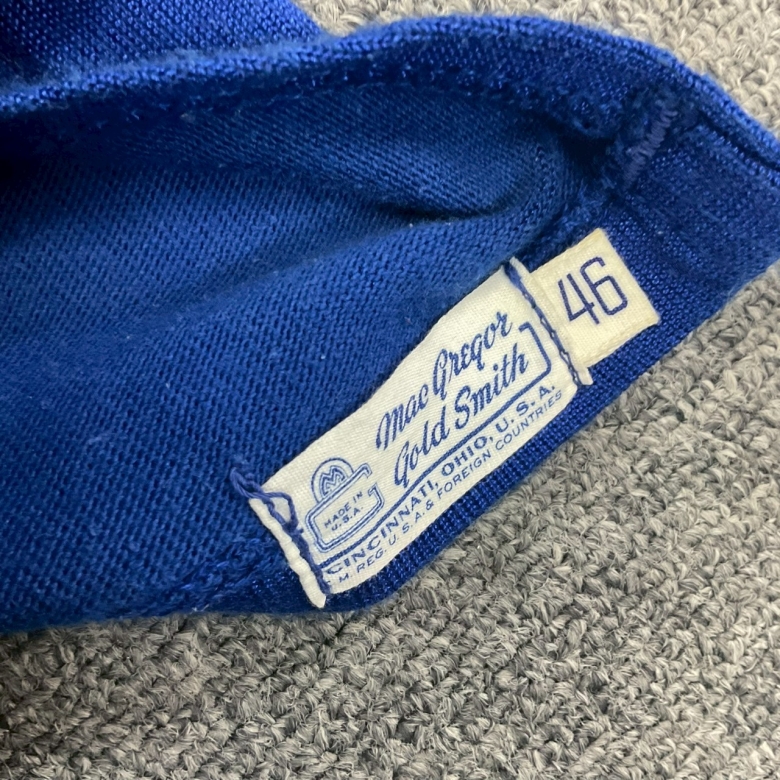 46
Mac Gregor
Gold Smith
M
MADE IN
U.S.A.
CINCINNATI, OHIO, U.S.A.
M. REG. U.S.A. & FOREIGN COUNTRIES